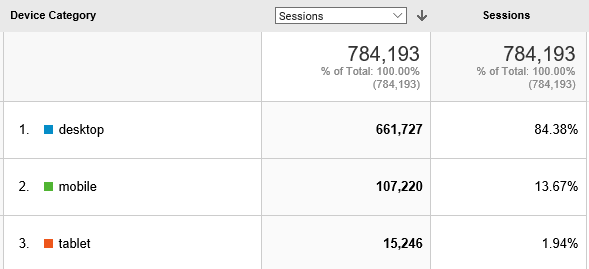 Device Category Sessions Sessions
784,193 784,193
% of Total: 100.00% % of Total: 100.00%
(784,193) (784,193)
1. desktop 661,727 84.38%
2. mobile 107,220 13.67%
3. tablet 15,246 1.94%